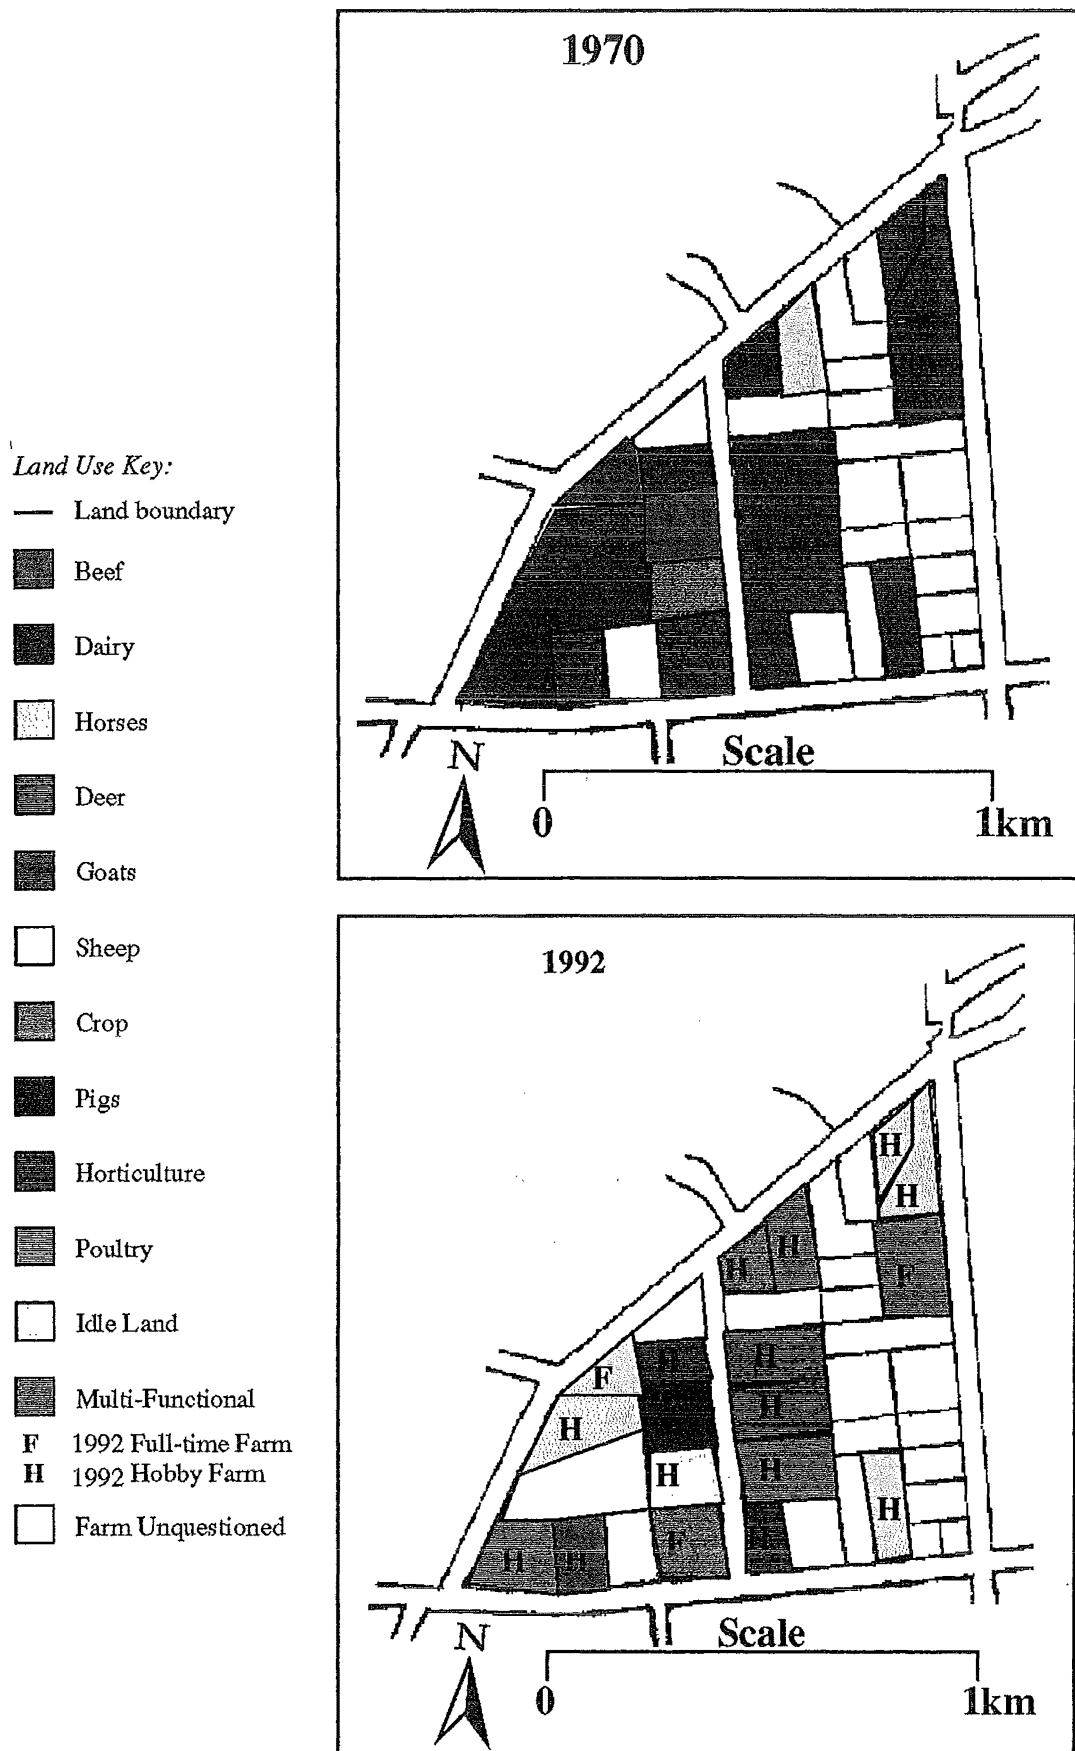 1970
Land Use Key:
Land boundary
Beef
Dairy
Horses
Deer
Goats
Sheep
Crop
Pigs
Horticulture
Poultry
Idle Land
Multi-Functional
F 1992 Full-time Farm
H 1992 Hobby Farm
Farm Unquestioned
N
Scale
0 1km
1992
H
H
H
H
F
H
H
F
H
H
H
H
H
H
H
F
H
N
Scale
0 1km